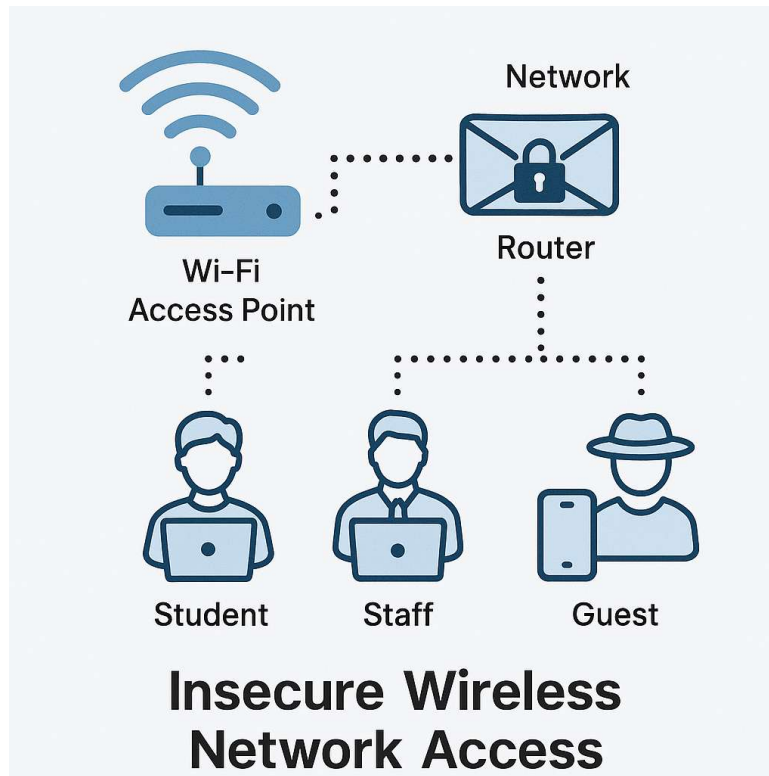 Network
Wi-Fi
Access Point
Router
Student
Staff
Guest
Insecure Wireless
Network Access